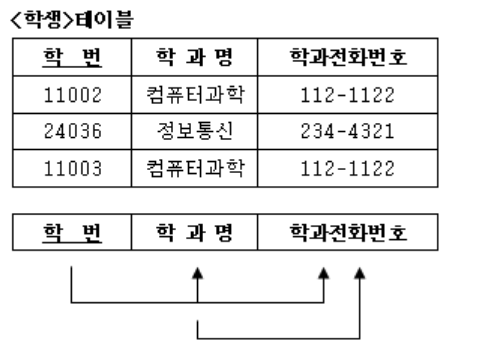 <학생>테이블
학 번 학 과 명 학과전화번호
11002 컴퓨터과학 112-1122
24036 정보통신 234-4321
11003 컴퓨터과학 112-1122
학 번 학 과 명 학과전화번호